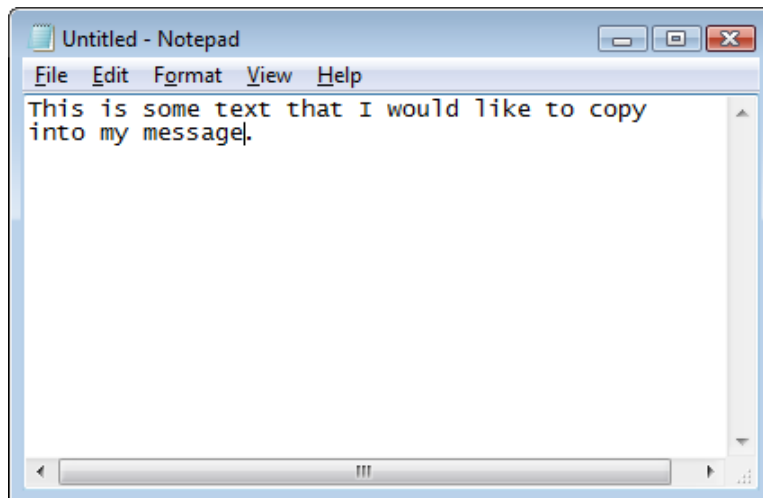 Untitled - Notepad
File Edit Format View Help
This is some text that I would like to copy
into my message.